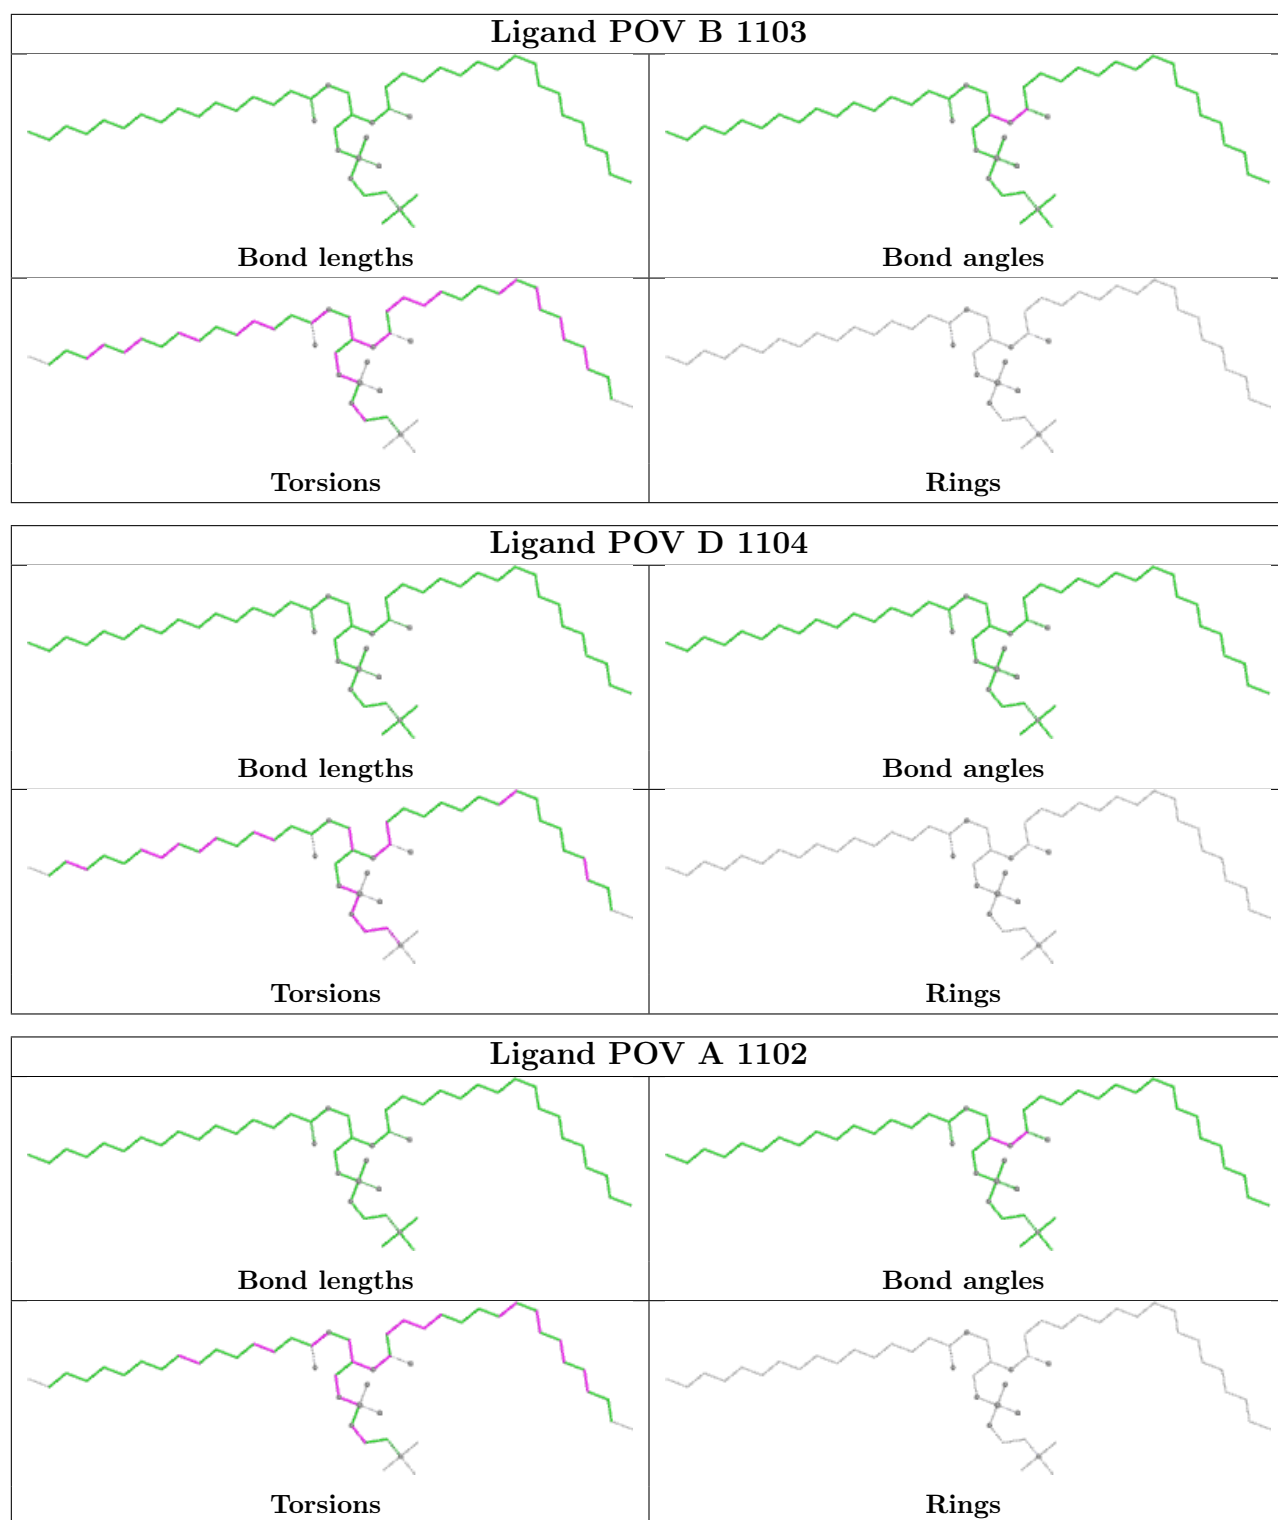 Ligand POV B 1103
Bond lengths
Bond angles
Torsions
Rings
Ligand POV D 1104
Bond lengths
Bond angles
Torsions
Rings
Ligand POV A 1102
Bond lengths
Bond angles
Torsions
Rings